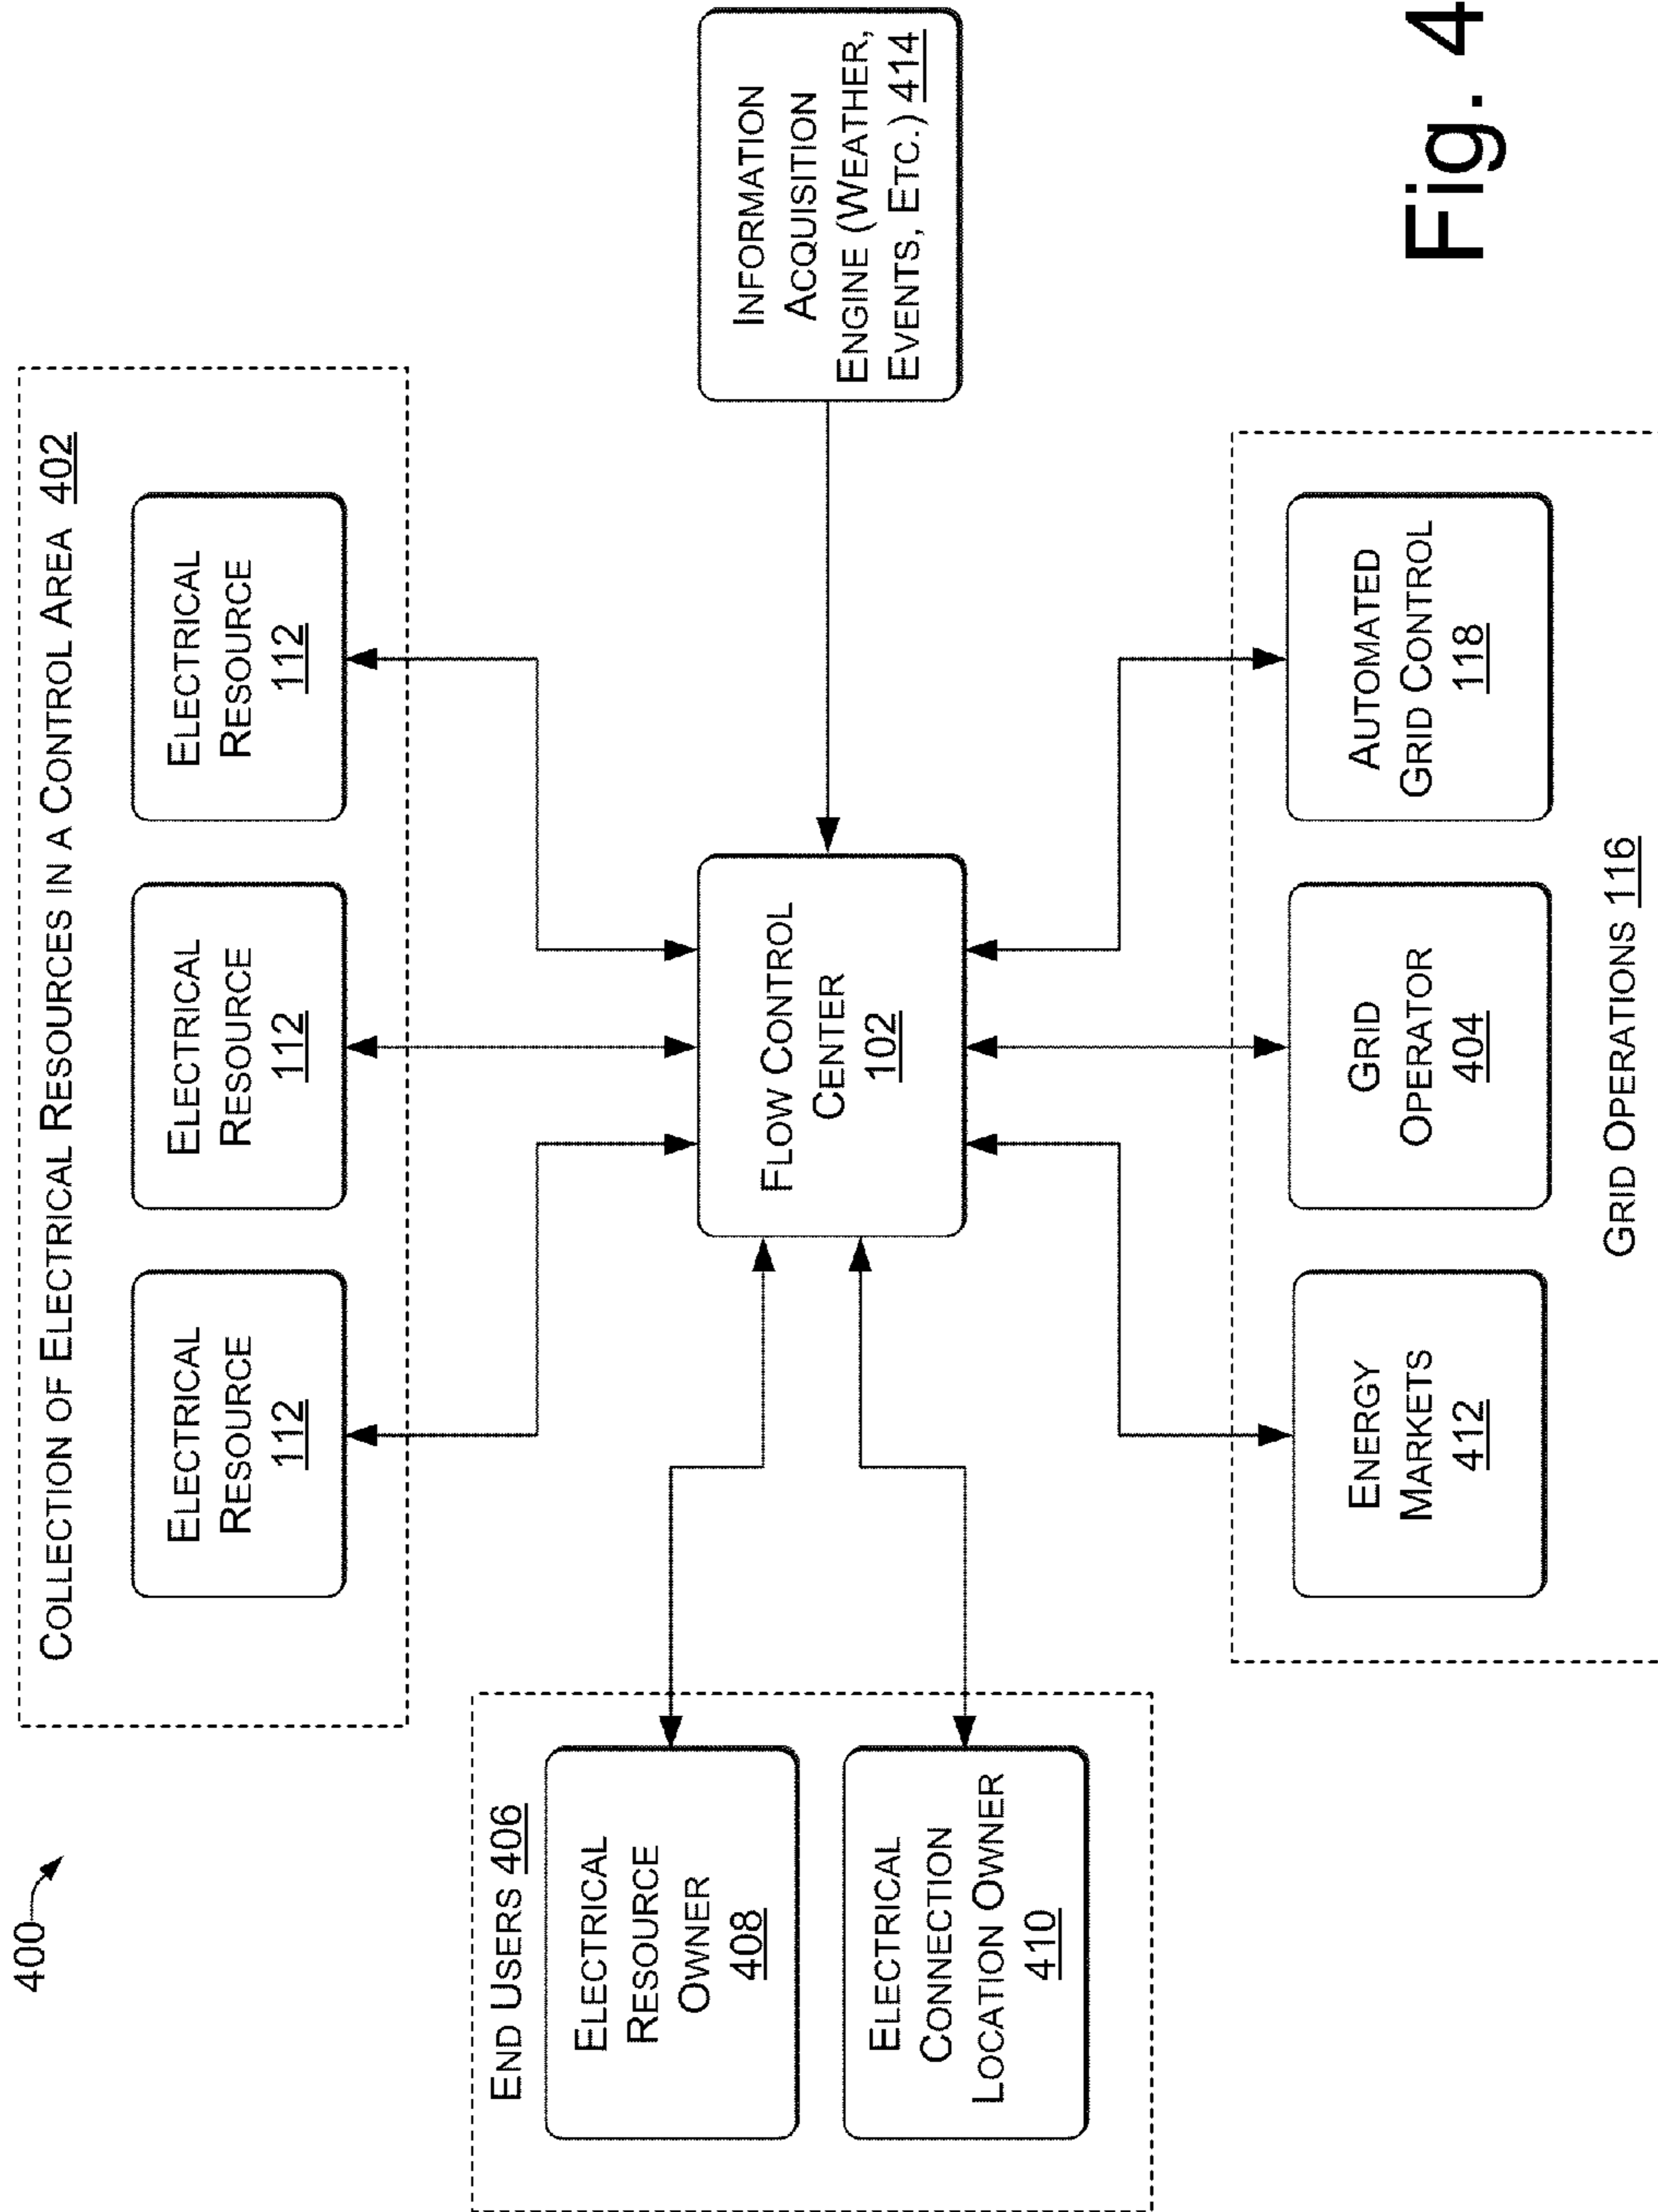 400
COLLECTION OF ELECTRICAL RESOURCES IN A CONTROL AREA 402
ELECTRICAL
RESOURCE
112
ELECTRICAL
RESOURCE
112
ELECTRICAL
RESOURCE
112
END USERS 406
ELECTRICAL
RESOURCE
OWNER
408
ELECTRICAL
CONNECTION
LOCATION OWNER
410
FLOW CONTROL
CENTER
102
INFORMATION
ACQUISITION
ENGINE (WEATHER,
EVENTS, ETC.) 414
ENERGY
MARKETS
412
GRID
OPERATOR
404
AUTOMATED
GRID CONTROL
118
GRID OPERATIONS 116
Fig. 4